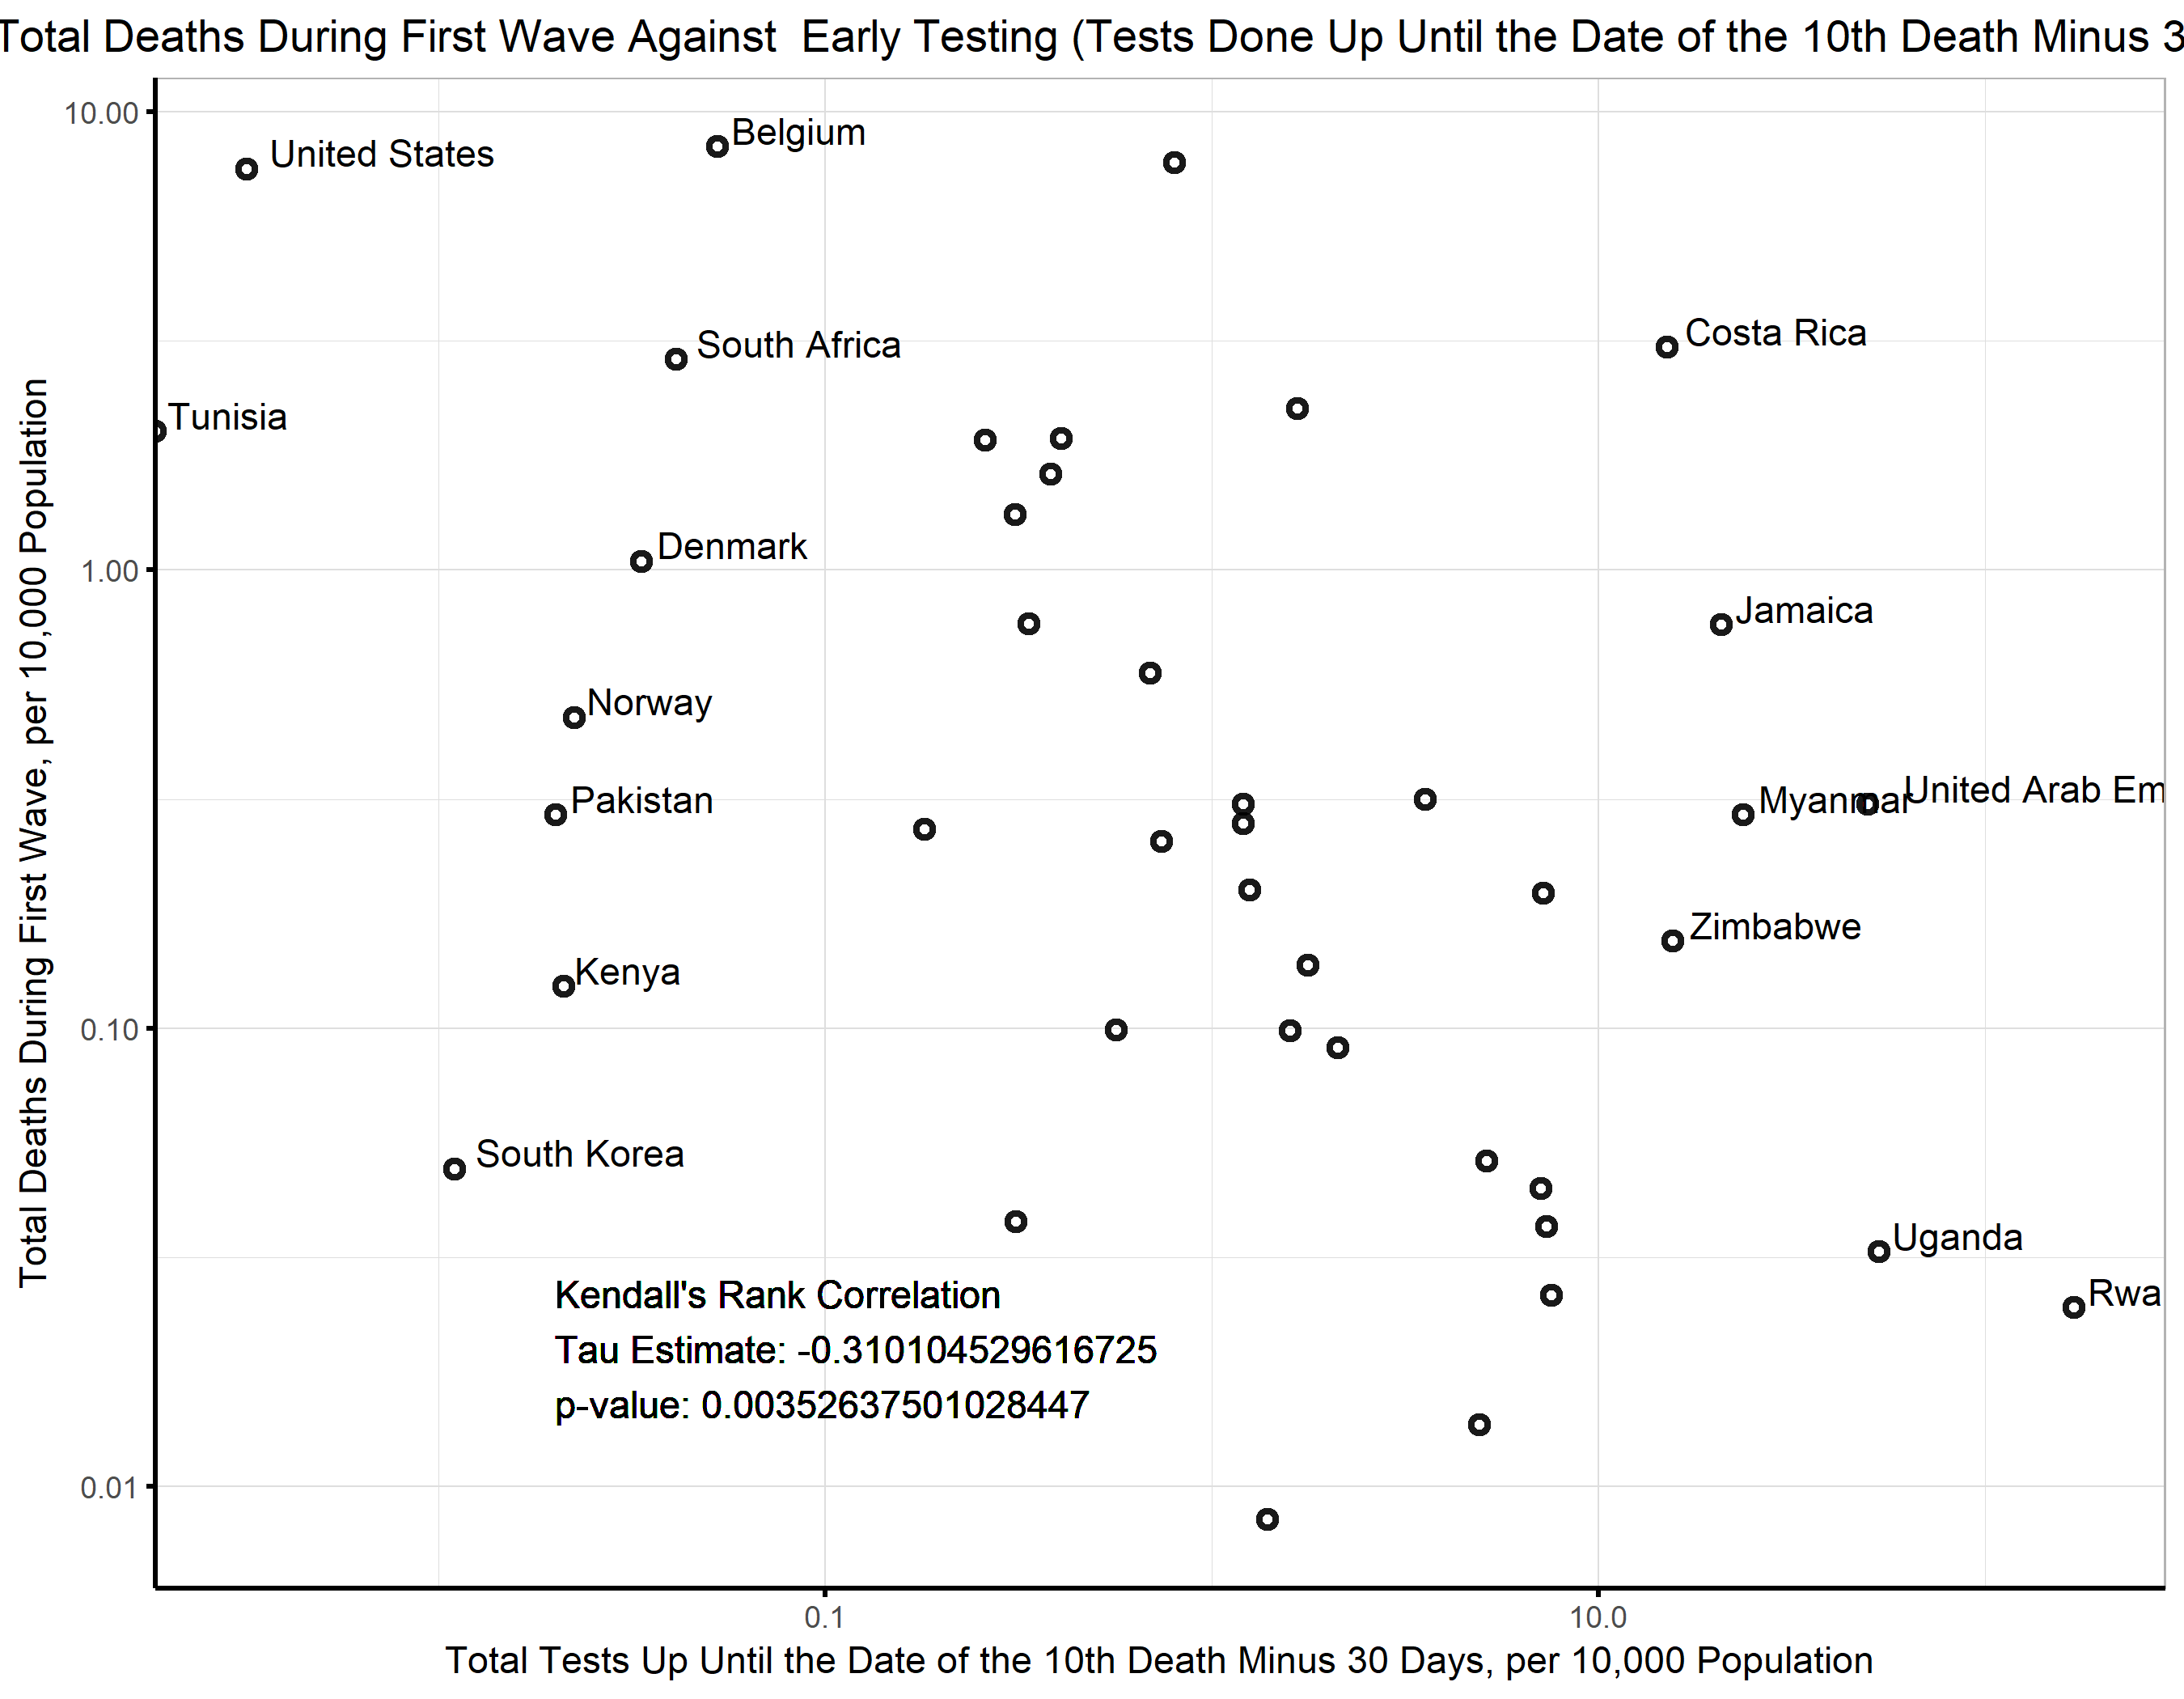 Total Deaths During First Wave Against  Early Testing (Tests Done Up Until the Date of the 10th Death Minus 3
10.00
Belgium
United States
Costa Rica
South Africa
Tunisia
Total Deaths During First Wave, per 10,000 Population
1.00
Denmark
Jamaica
Norway
United Arab Em
Pakistan
Myanmar
Zimbabwe
Kenya
0.10
South Korea
Uganda
Rwa
Kendall's Rank Correlation
Tau Estimate: -0.310104529616725
p-value: 0.00352637501028447
0.01
0.1
10.0
Total Tests Up Until the Date of the 10th Death Minus 30 Days, per 10,000 Population